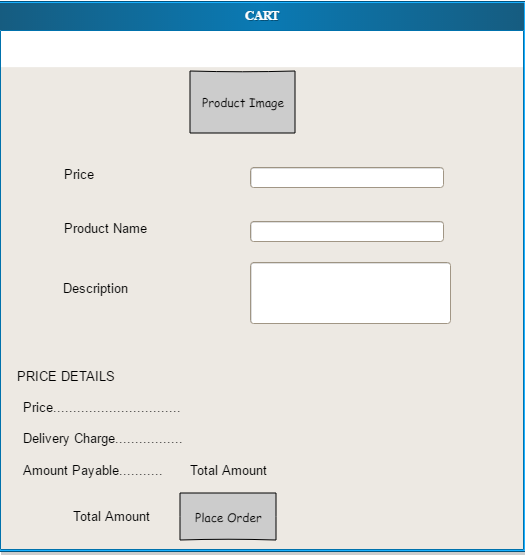 CART
Product Image
Price
Product Name
Description
PRICE DETAILS
Price................................
Delivery Charge.................
Amount Payable........... Total Amount
Total Amount Place Order